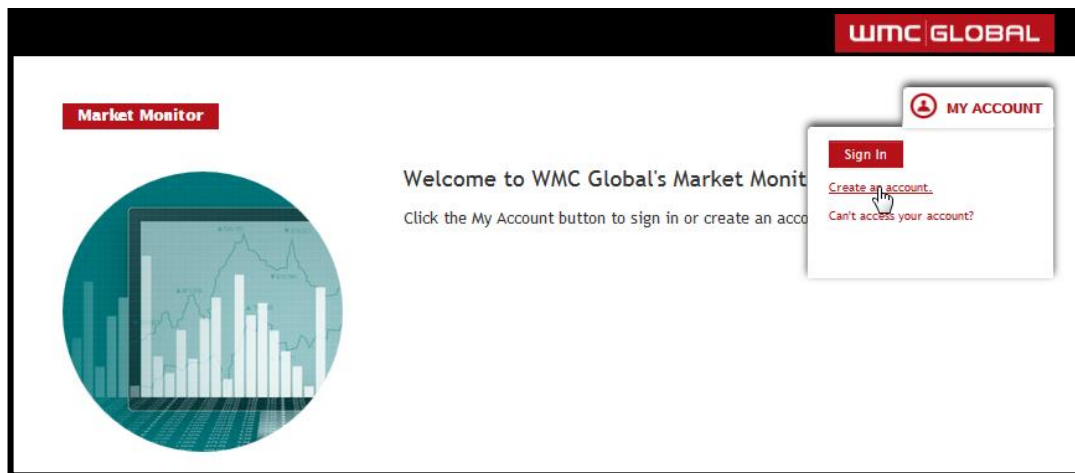 WMC GLOBAL
Market Monitor
MY ACCOUNT
Sign In
Welcome to WMC Global's Market Monit
Create an account.
Click the My Account button to sign in or create an acco
Can't access your account?